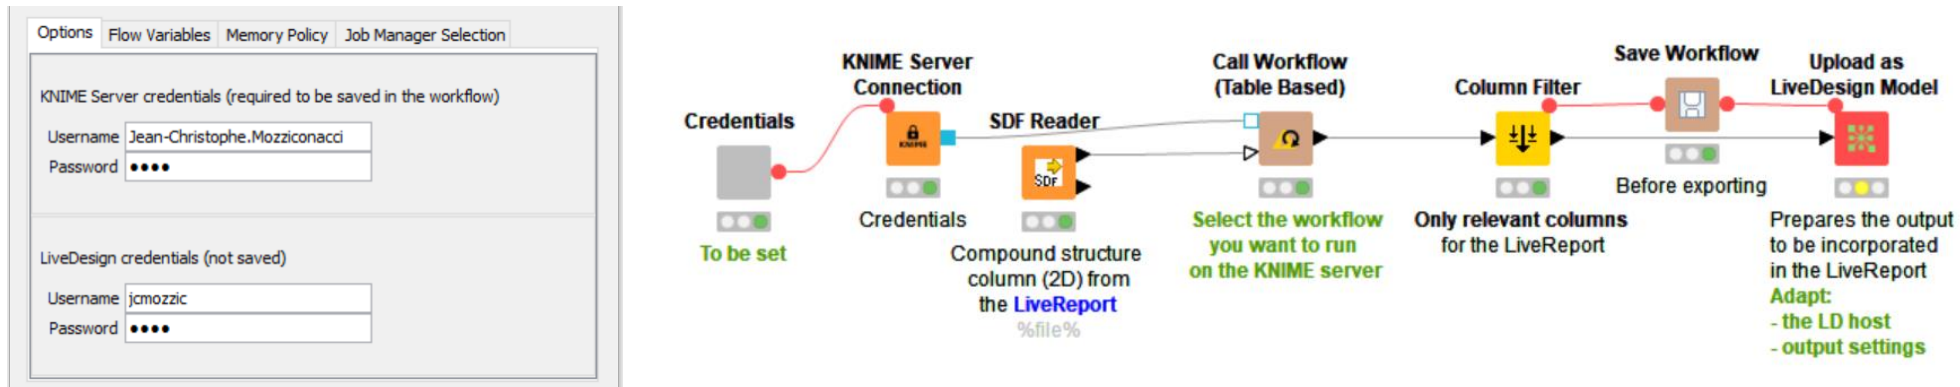 Options Flow Variables Memory Policy Job Manager Selection
KNIME Server credentials (required to be saved in the workflow)
Username Jean-Christophe.Mozziconacci
Password ●●●●
LiveDesign credentials (not saved)
Username jcmozzic
Password ●●●●
Credentials
To be set
KNIME Server
Connection
KNIME
Credentials
SDF Reader
SDF
Compound structure
column (2D) from
the LiveReport
%file%
Call Workflow
(Table Based)
Select the workflow
you want to run
on the KNIME server
Column Filter
Only relevant columns
for the LiveReport
Save Workflow
Before exporting
Upload as
LiveDesign Model
Prepares the output
to be incorporated
in the LiveReport
Adapt:
- the LD host
- output settings